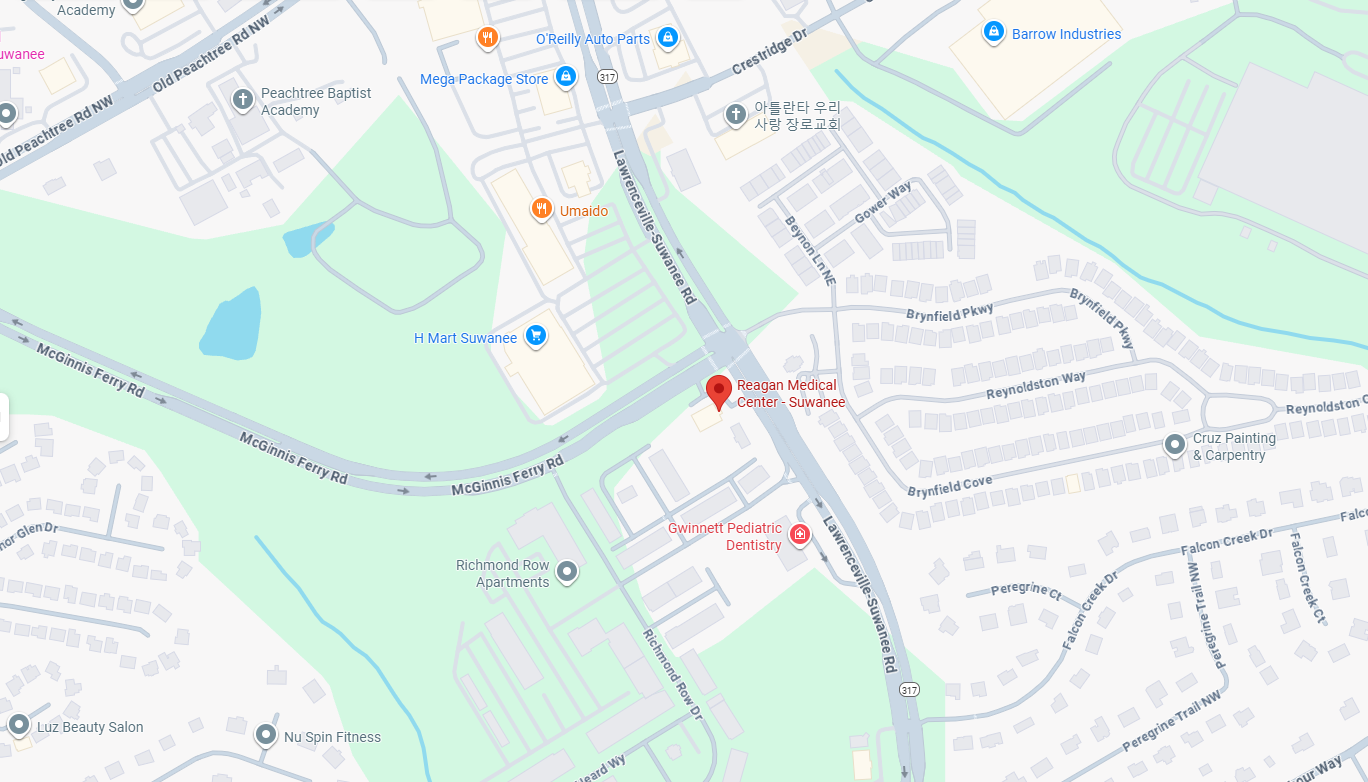 Academy
Old Peachtree Rd NW
uwanee
Old Peachtree Rd NW
Peachtree Baptist
Academy
O'Reilly Auto Parts
Mega Package Store
317
Crestridge Dr
Barrow Industries
아틀란타 우리
사랑 장로교회
Lawrenceville-Suwanee Rd
Umaido
Gower Way
Beynon Ln NE
Brynfield Pkwy
Brynfield Pkwy
H Mart Suwanee
McGinnis Ferry Rd
Reagan Medical
Center - Suwanee
Reynoldston Way
Reynoldston C
McGinnis Ferry Rd
McGinnis Ferry Rd
Cruz Painting
& Carpentry
Brynfield Cove
nor Glen Dr
Gwinnett Pediatric
Dentistry
Lawrenceville-Suwanee Rd
Richmond Row
Apartments
Falcon Creek Dr
Falcon
Falcon Creek Ct
Peregrine Ct
Falcon Creek Dr
Peregrine Trail NW
Richmond Row Dr
317
Luz Beauty Salon
Nu Spin Fitness
Peregrine Trail NW
Heard Wy
our Way